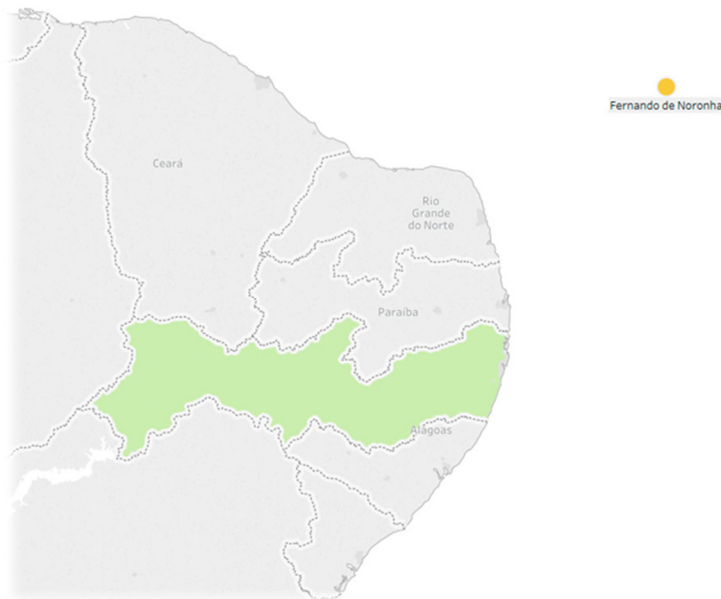 Fernando de Noronha
Ceará
Rio
Grande
do Norte
Paraíba
Alagoas